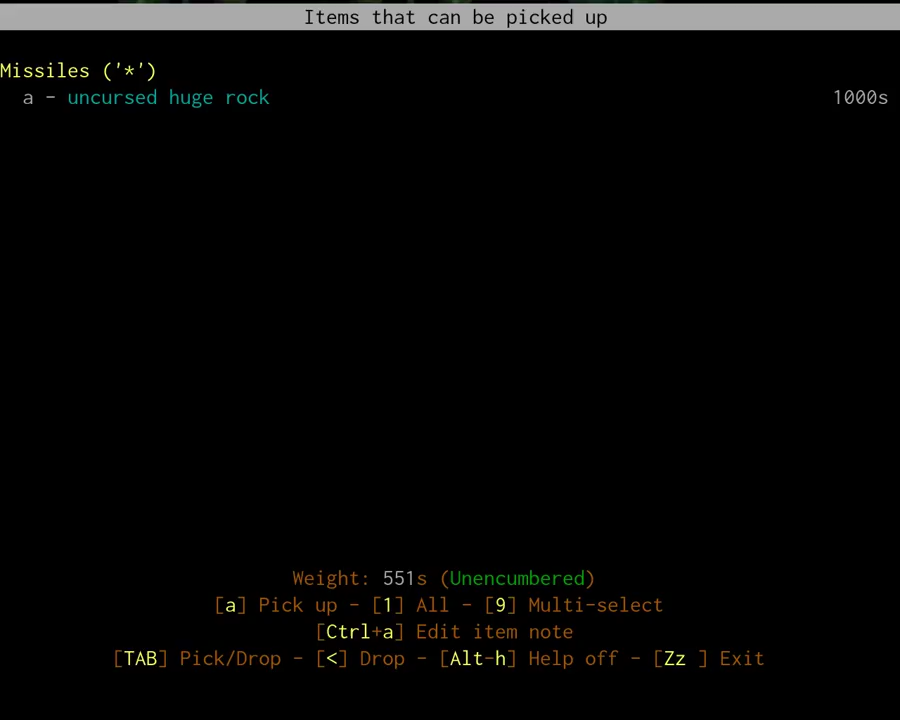 Items that can be picked up
Missiles ('*')
a - uncursed huge rock 1000s
Weight: 551s (Unencumbered)
[a] Pick up - [1] All - [9] Multi-select
[Ctrl+a] Edit item note
[TAB] Pick/Drop - [<] Drop - [Alt-h] Help off - [Zz ] Exit